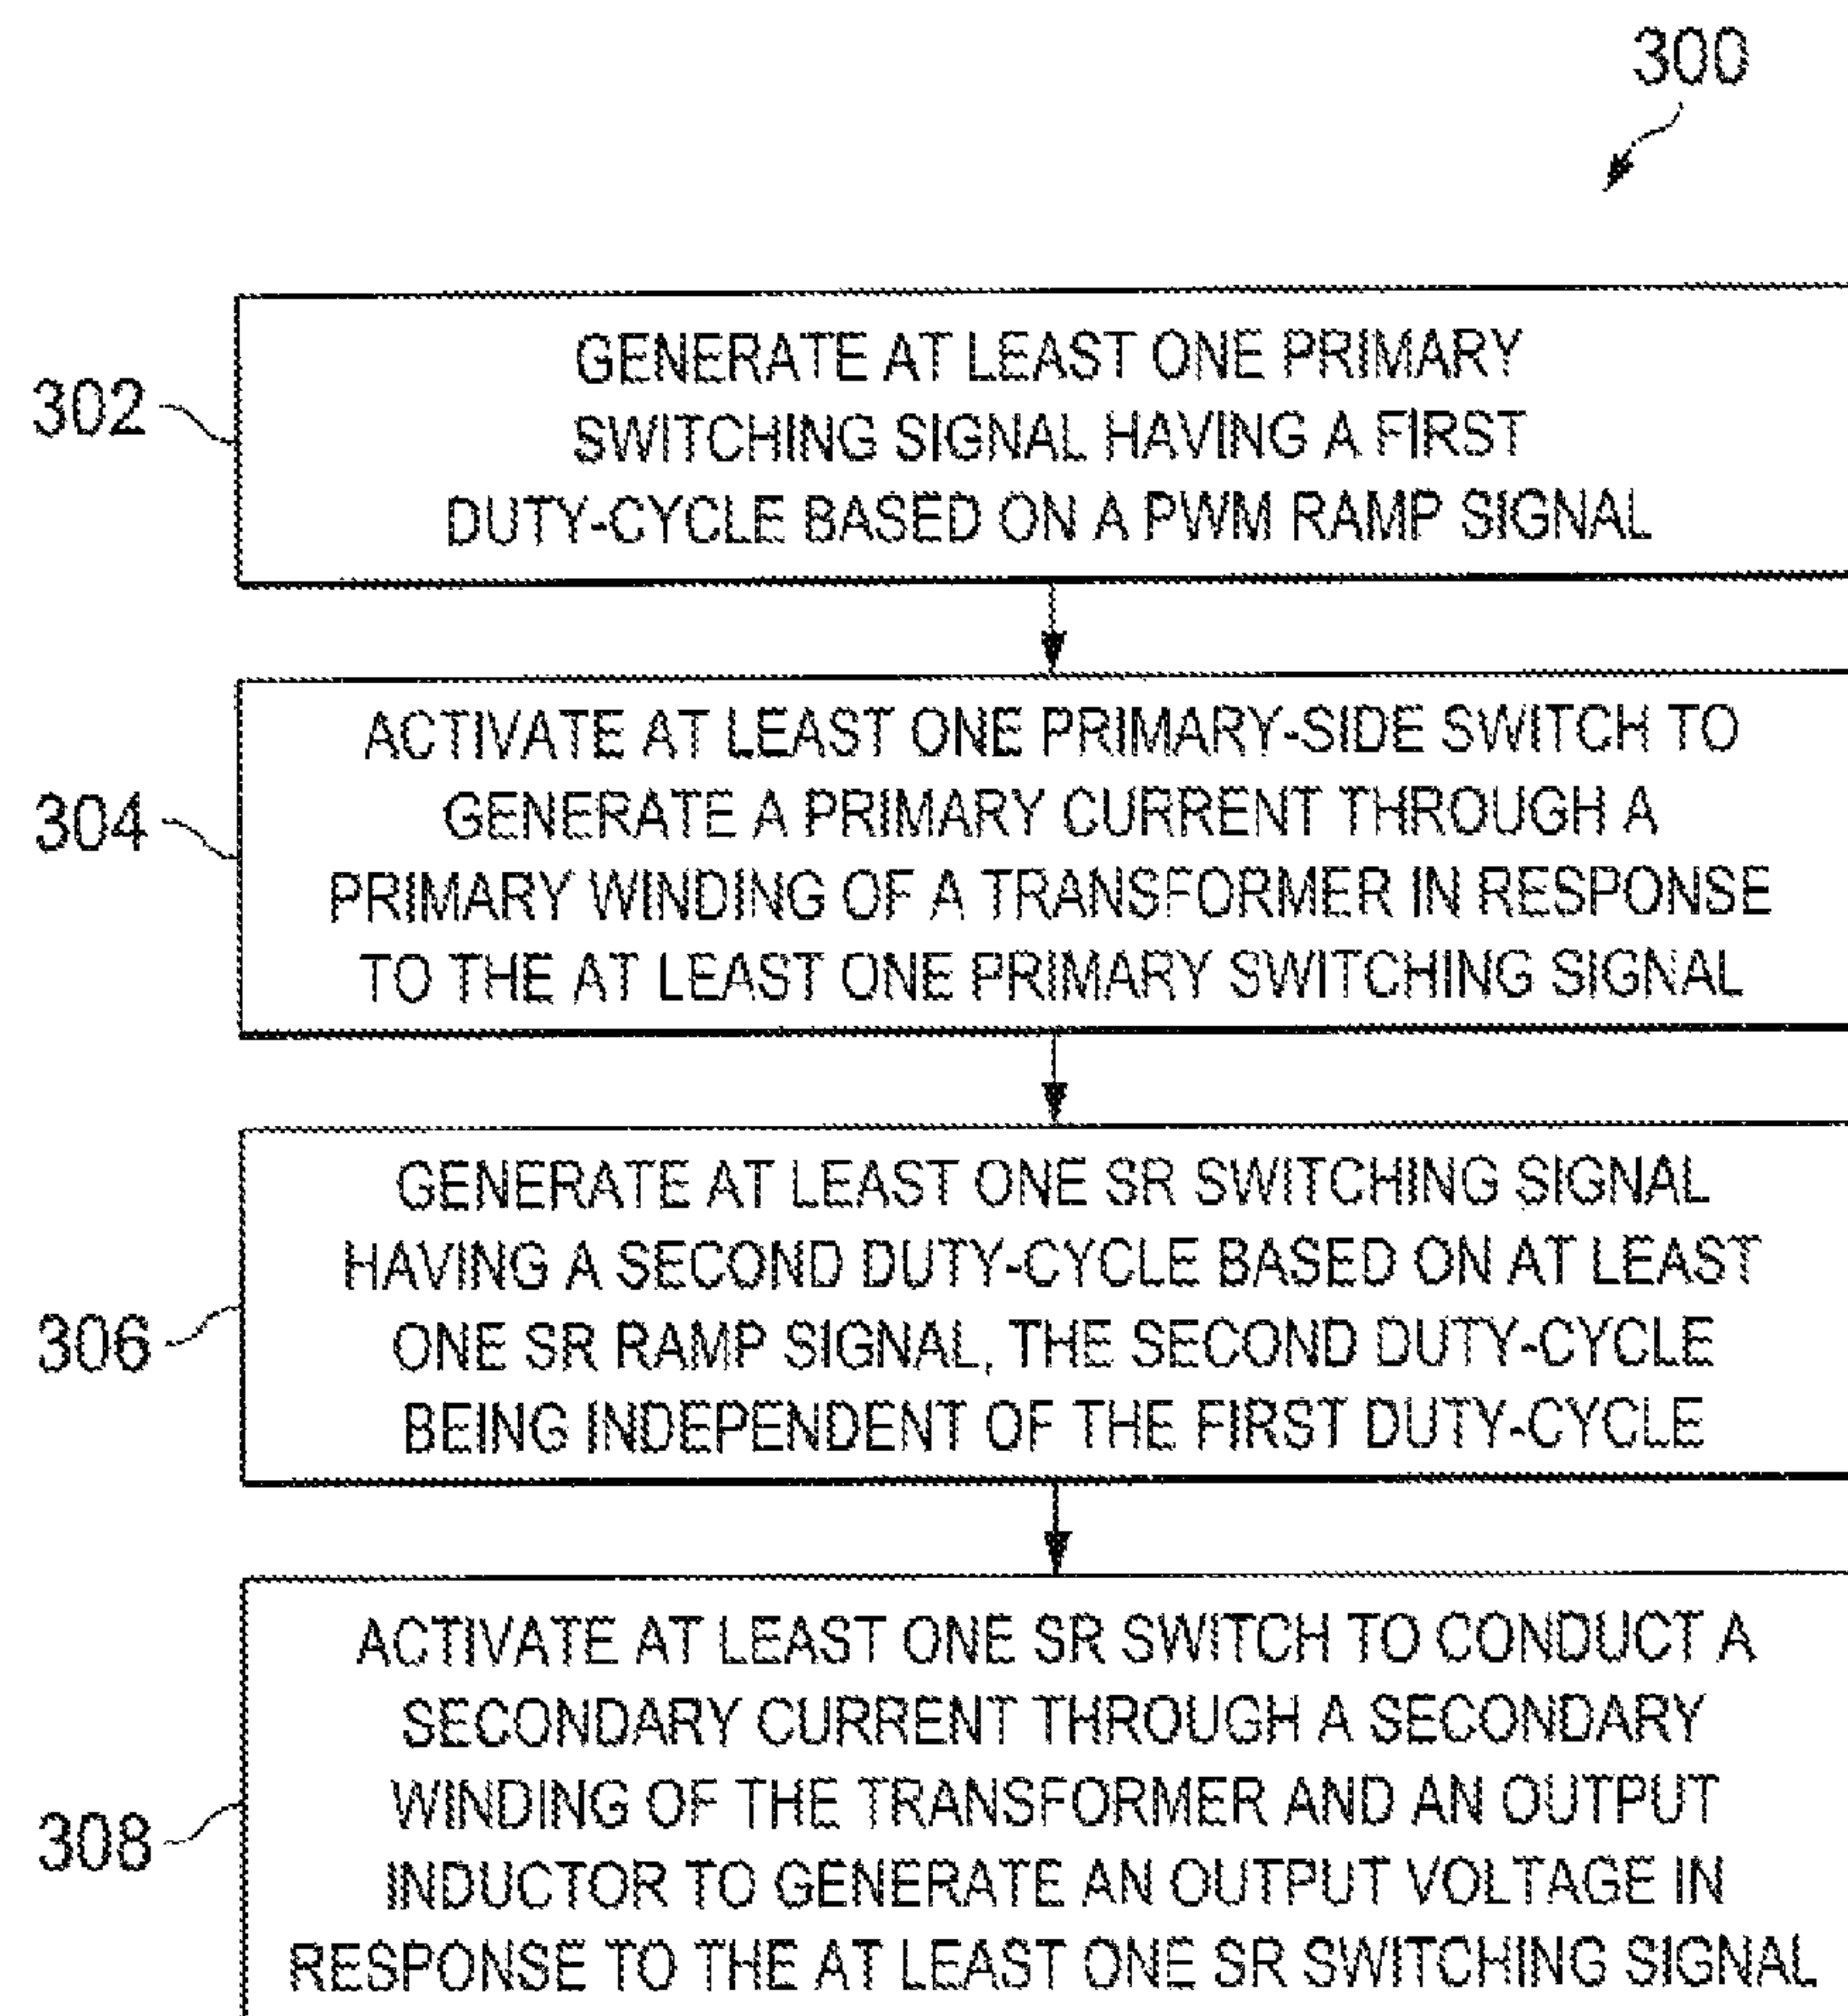 300
302
GENERATE AT LEAST ONE PRIMARY
SWITCHING SIGNAL HAVING A FIRST
DUTY-CYCLE BASED ON A PWM RAMP SIGNAL
304
ACTIVATE AT LEAST ONE PRIMARY-SIDE SWITCH TO
GENERATE A PRIMARY CURRENT THROUGH A
PRIMARY WINDING OF A TRANSFORMER IN RESPONSE
TO THE AT LEAST ONE PRIMARY SWITCHING SIGNAL
306
GENERATE AT LEAST ONE SR SWITCHING SIGNAL
HAVING A SECOND DUTY-CYCLE BASED ON AT LEAST
ONE SR RAMP SIGNAL, THE SECOND DUTY-CYCLE
BEING INDEPENDENT OF THE FIRST DUTY-CYCLE
308
ACTIVATE AT LEAST ONE SR SWITCH TO CONDUCT A
SECONDARY CURRENT THROUGH A SECONDARY
WINDING OF THE TRANSFORMER AND AN OUTPUT
INDUCTOR TO GENERATE AN OUTPUT VOLTAGE IN
RESPONSE TO THE AT LEAST ONE SR SWITCHING SIGNAL